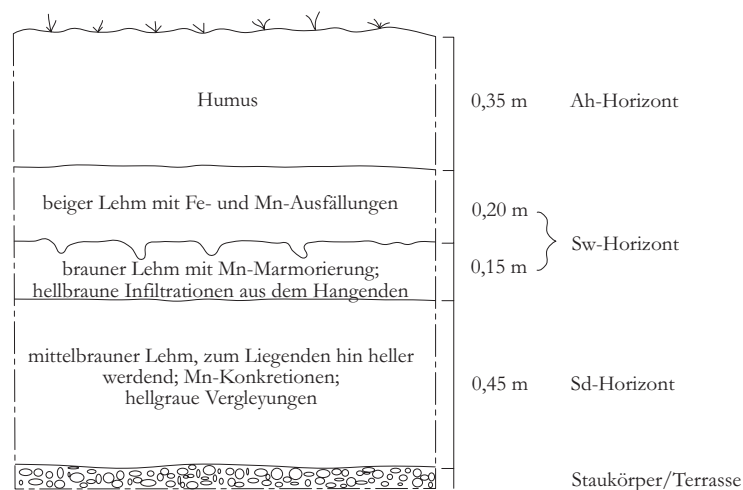 Humus
0,35 m
Ah-Horizont
beiger Lehm mit Fe- und Mn-Ausfällungen
0,20 m
Sw-Horizont
0,15 m
brauner Lehm mit Mn-Marmorierung;
hellbraune Infiltrationen aus dem Hangenden
mittelbrauner Lehm, zum Liegenden hin heller
werdend; Mn-Konkretionen;
hellgraue Vergleyungen
0,45 m
Sd-Horizont
Staukörper/Terrasse